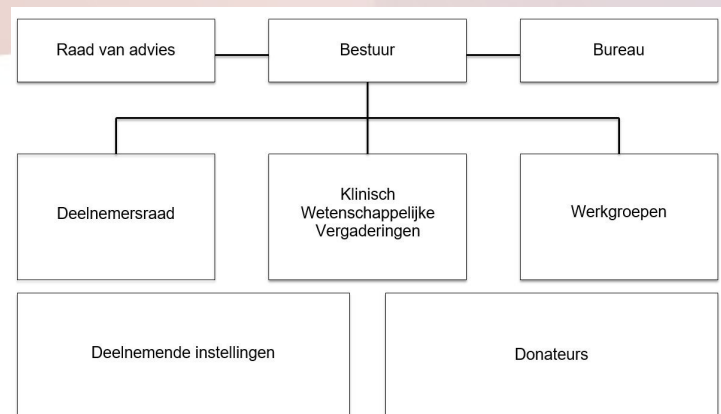 Raad van advies
Bestuur
Bureau
Deelnemersraad
Klinisch
Wetenschappelijke
Vergaderingen
Werkgroepen
Deelnemende instellingen
Donateurs